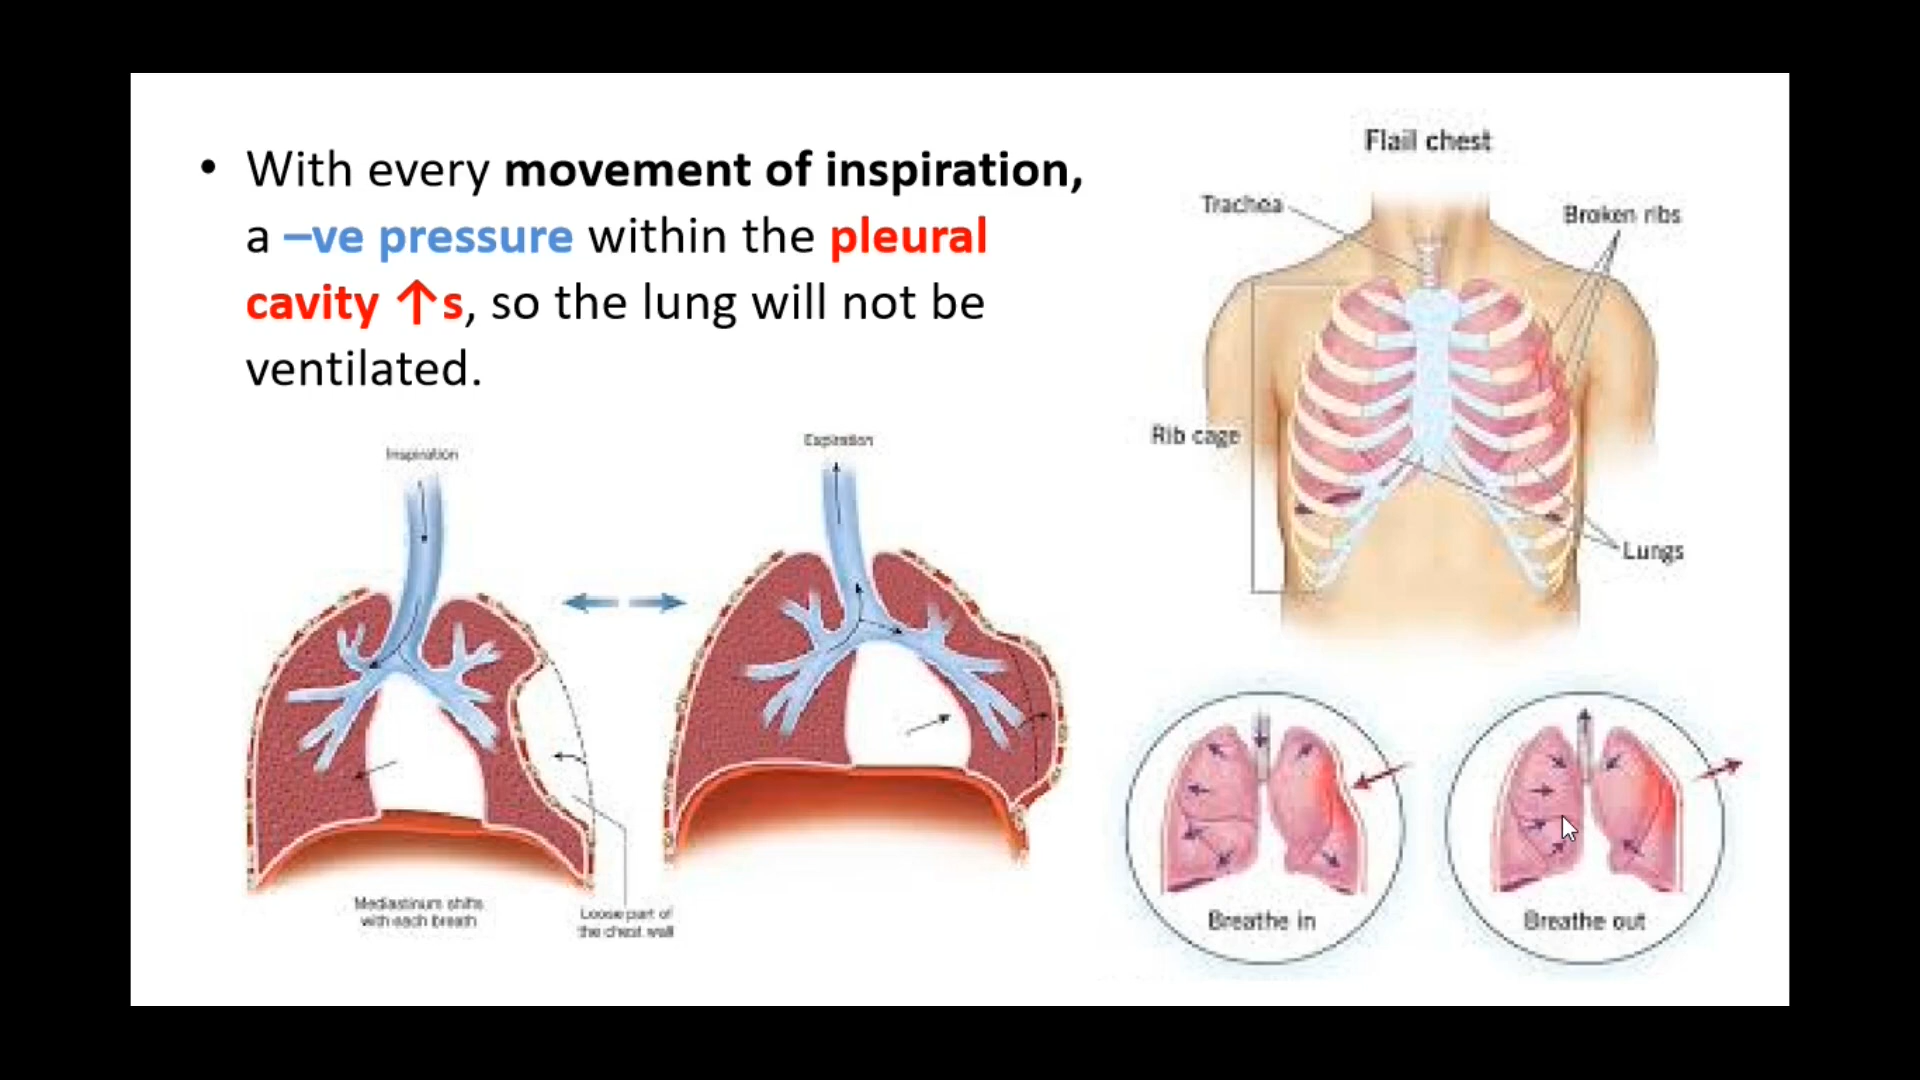 • With every movement of inspiration,
a –ve pressure within the pleural
cavity ↑s, so the lung will not be
ventilated.
Inspiration
Expiration
Mediastinum shifts
with each breath
Loose part of
the chest wall
Flail chest
Trachea
Broken ribs
Rib cage
Lungs
Breathe in
Breathe out